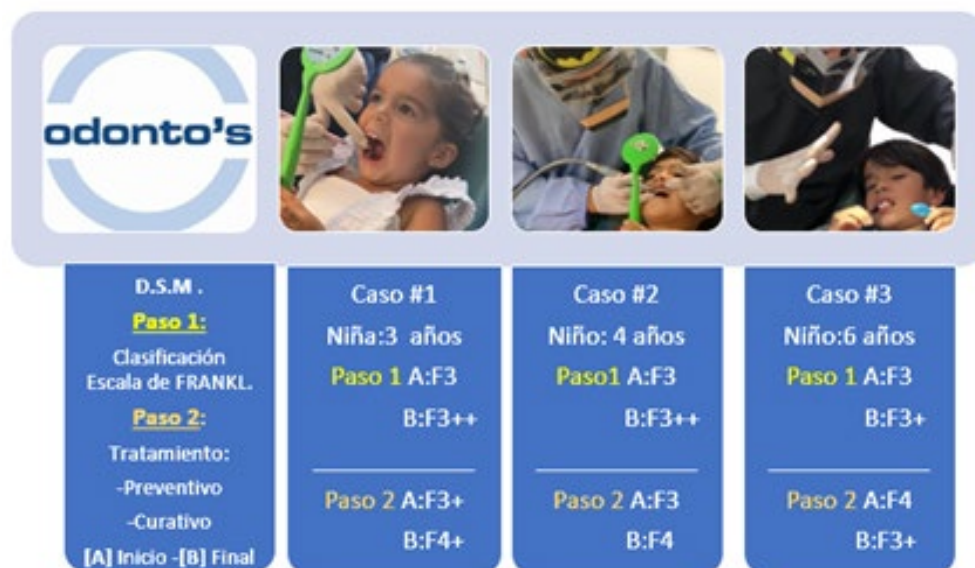 odonto's
D.S.M .
Paso 1:
Clasificación
Escala de FRANKL.
Paso 2:
Tratamiento:
-Preventivo
-Curativo
[A] Inicio -[B] Final
Caso #1
Niña:3 años
Paso 1 A:F3
B:F3++
Paso 2 A:F3+
B:F4+
Caso #2
Niño: 4 años
Paso1 A:F3
B:F3++
Paso 2 A:F3
B:F4
Caso #3
Niño:6 años
Paso 1 A:F3
B:F3+
Paso 2 A:F4
B:F3+